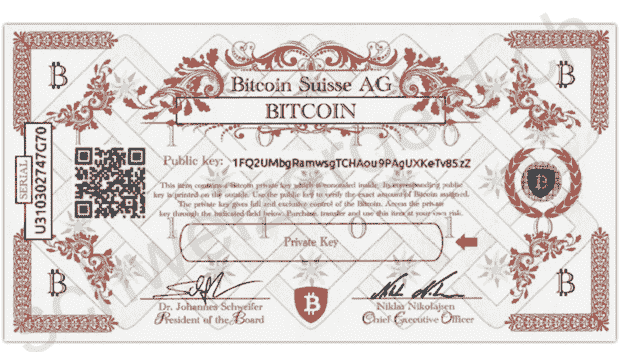 Bitcoin Suisse AG
BITCOIN
Public key: 1FQ2UMbgRamwsgTCHAou9PAgUXKeTv85zZ
This item contains a Bitcoin private key which is concealed inside. Its corresponding public
key is printed on the outside. Use the public key to verify the exact amount of Bitcoin assigned.
The private key gives full and exclusive control of the Bitcoin. Access the private
key through the indicated field below. Purchase, transfer and use this item at your own risk.
Private Key
SERIAL
U310302747G70
Dr. Johannes Schweifer
President of the Board
Niklas Nikolajsen
Chief Executive Officer